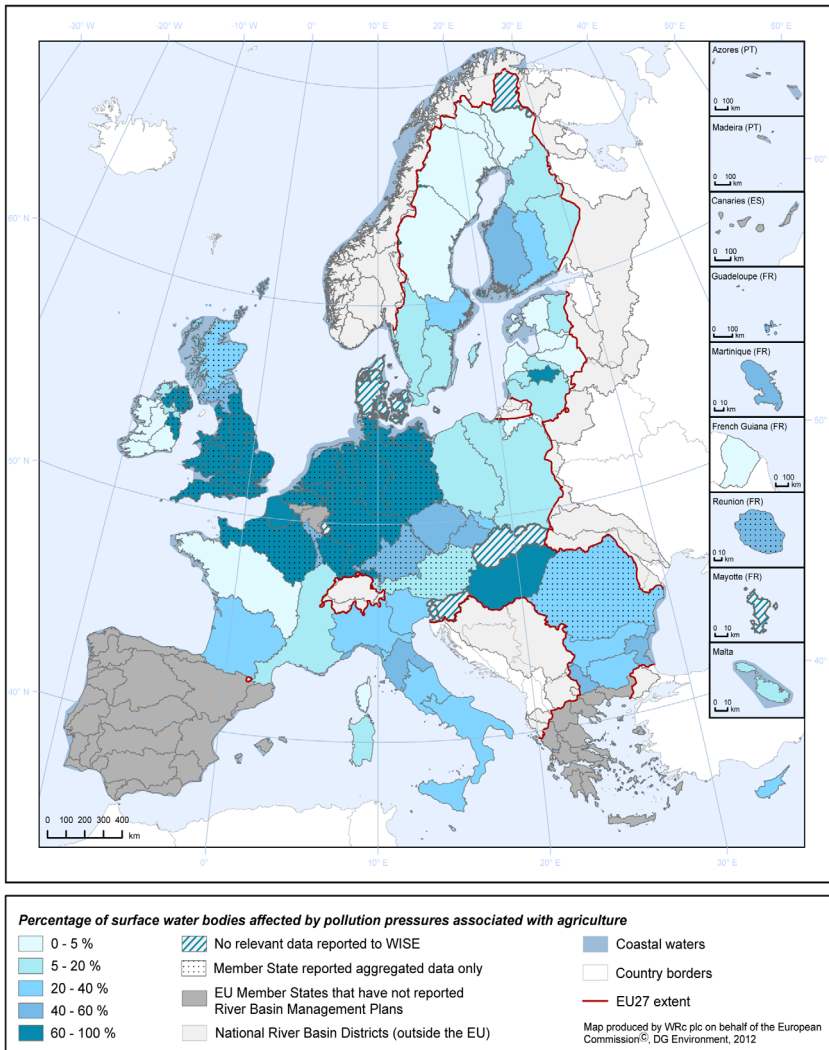 -30° W
-20° W
-10° W
0°
10° E
20° E
30° E
40° E
50° E
60° E
Azores (PT)
0 100
km
Madeira (PT)
0 100
km
60°
60° N
Canaries (ES)
0 100
km
Guadeloupe (FR)
0 100
km
Martinique (FR)
0 10
km
50°
50° N
French Guiana (FR)
0 100
km
Reunion (FR)
0 10
km
Mayotte (FR)
0 10
km
Malta
0 10
km
40°
40° N
0 100 200 300 400
km
0°
10° E
20° E
30° E
Percentage of surface water bodies affected by pollution pressures associated with agriculture
0 - 5 %
5 - 20 %
20 - 40 %
40 - 60 %
60 - 100 %
No relevant data reported to WISE
Member State reported aggregated data only
EU Member States that have not reported
River Basin Management Plans
National River Basin Districts (outside the EU)
Coastal waters
Country borders
EU27 extent
Map produced by WRc plc on behalf of the European
Commission©, DG Environment, 2012